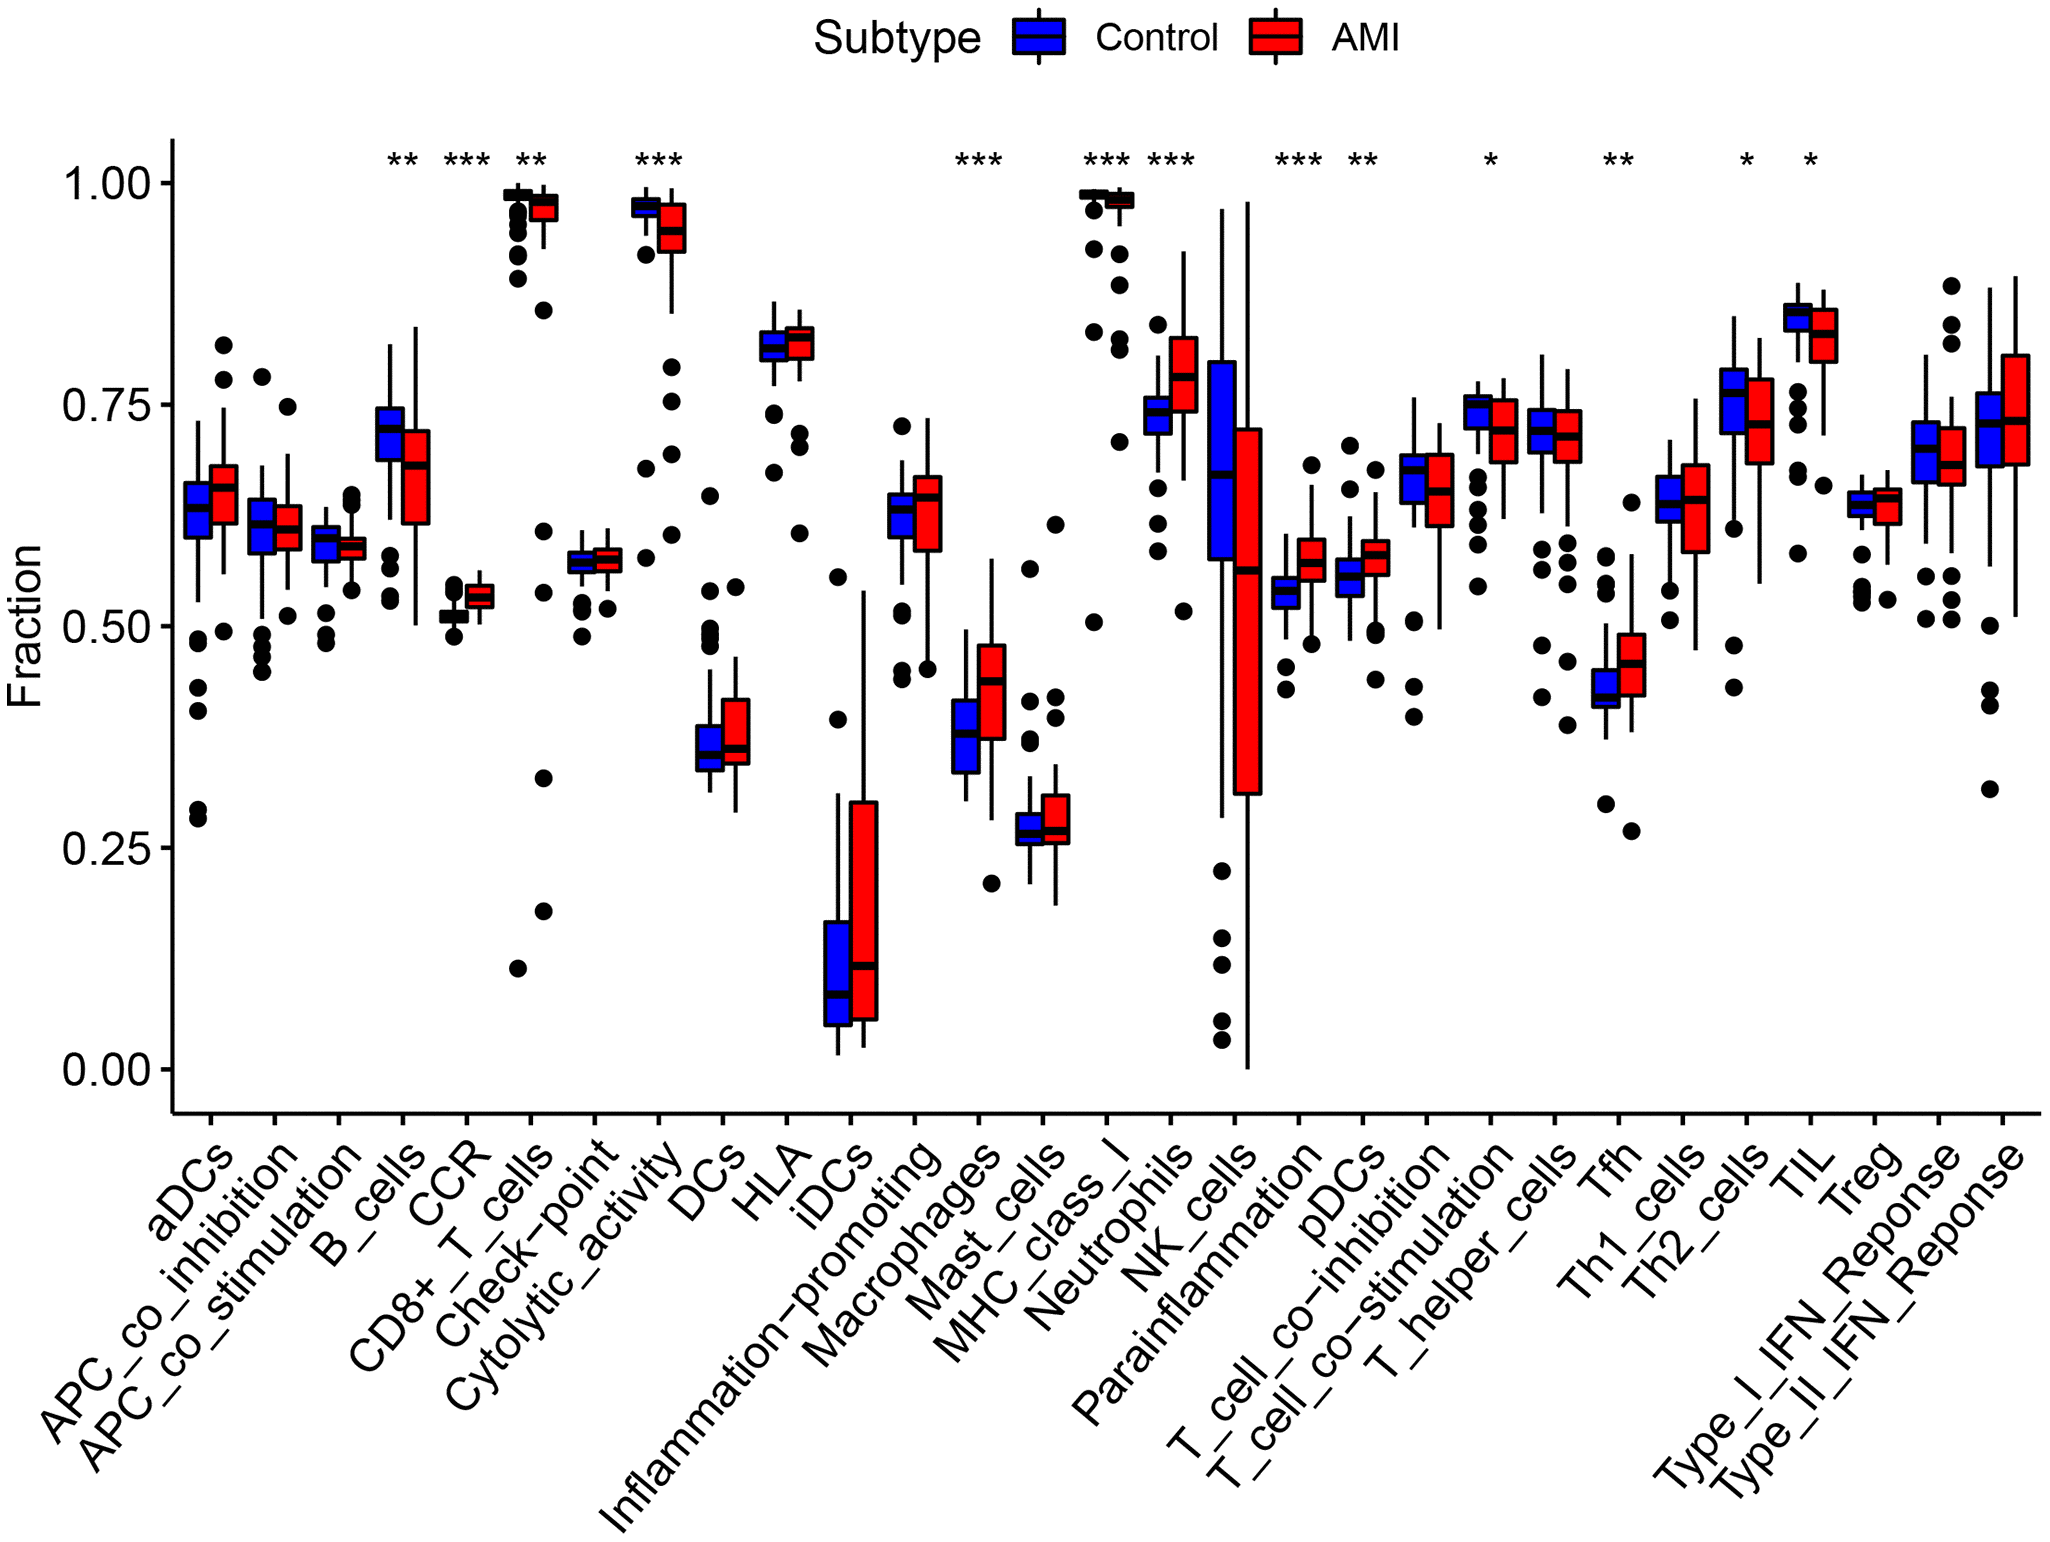 Subtype Control AMI
** *** ** *** *** *** *** *** ** * ** * *
1.00
0.75
0.50
0.25
0.00
Fraction
aDCs
APC_co_inhibition
APC_co_stimulation
B_cells
CCR
CD8+_T_cells
Check-point
Cytolytic_activity
DCs
HLA
iDCs
Inflammation-promoting
Macrophages
Mast_cells
MHC_class_I
Neutrophils
NK_cells
Parainflammation
pDCs
T_cell_co-inhibition
T_cell_co-stimulation
T_helper_cells
Tfh
Th1_cells
Th2_cells
TIL
Treg
Type_I_IFN_Reponse
Type_II_IFN_Reponse